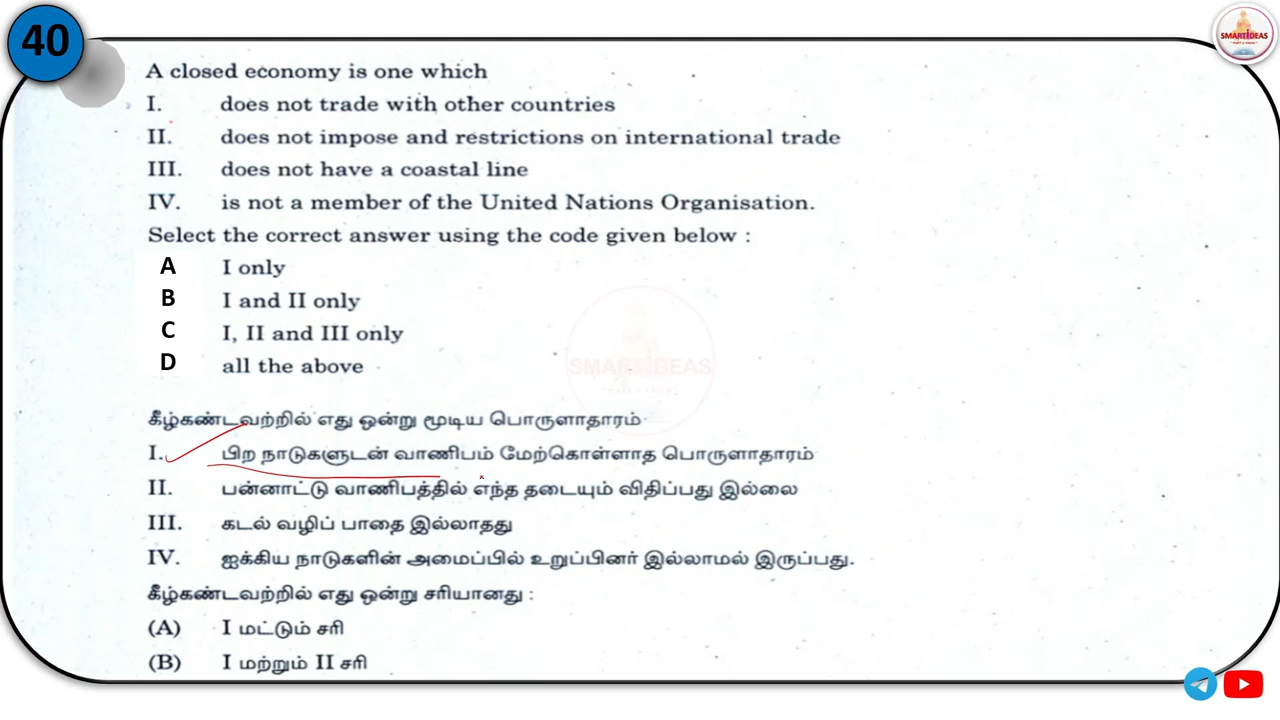 40
SMARTIDEAS
A closed economy is one which
I. does not trade with other countries
II. does not impose and restrictions on international trade
III. does not have a coastal line
IV. is not a member of the United Nations Organisation.
Select the correct answer using the code given below :
A I only
B I and II only
C I, II and III only
D all the above
SMARTIDEAS
கீழ்கண்டவற்றில் எது ஒன்று மூடிய பொருளாதாரம்
I. பிற நாடுகளுடன் வாணிபம் மேற்கொள்ளாத பொருளாதாரம்
II. பன்னாட்டு வாணிபத்தில் எந்த தடையும் விதிப்பது இல்லை
III. கடல் வழிப் பாதை இல்லாதது
IV. ஐக்கிய நாடுகளின் அமைப்பில் உறுப்பினர் இல்லாமல் இருப்பது.
கீழ்கண்டவற்றில் எது ஒன்று சரியானது :
(A) I மட்டும் சரி
(B) I மற்றும் II சரி